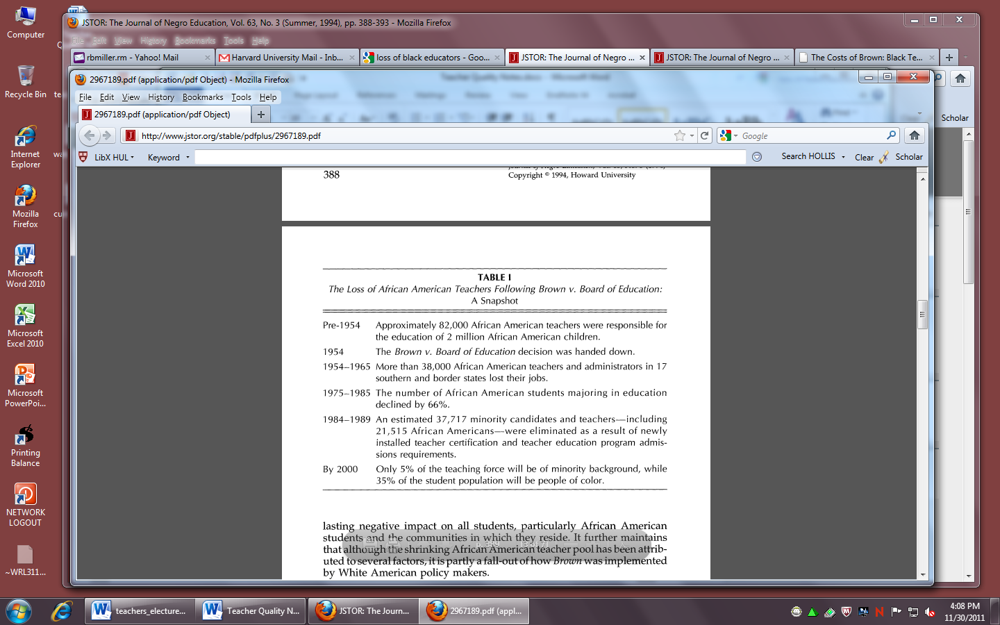 Computer
Recycle Bin
Internet
Explorer
Mozilla
Firefox
Microsoft
Word 2010
Microsoft
Excel 2010
Microsoft
PowerPoi...
Printing
Balance
NETWORK
LOGOUT
~WRL311...
JSTOR: The Journal of Negro Education, Vol. 63, No. 3 (Summer, 1994), pp. 388-393 - Mozilla Firefox
File Edit View History Bookmarks Tools Help
rbmiller.rm - Yahoo! Mail
Harvard University Mail - Inb...
loss of black educators - Goo...
JSTOR: The Journal of Negro ...
JSTOR: The Journal of Negro ...
The Costs of Brown: Black Te...
Scholar
2967189.pdf (application/pdf Object) - Mozilla Firefox
Teacher Quality Notes.docx - Microsoft Word
File Edit View History Bookmarks Tools Help
2967189.pdf (application/pdf Object)
http://www.jstor.org/stable/pdfplus/2967189.pdf
Google
LibX HUL Keyword Search HOLLIS Clear Scholar
388
Copyright © 1994, Howard University
TABLE I
The Loss of African American Teachers Following Brown v. Board of Education:
A Snapshot
Pre-1954 Approximately 82,000 African American teachers were responsible for
the education of 2 million African American children.
1954 The Brown v. Board of Education decision was handed down.
1954–1965 More than 38,000 African American teachers and administrators in 17
southern and border states lost their jobs.
1975–1985 The number of African American students majoring in education
declined by 66%.
1984–1989 An estimated 37,717 minority candidates and teachers—including
21,515 African Americans—were eliminated as a result of newly
installed teacher certification and teacher education program admis-
sions requirements.
By 2000 Only 5% of the teaching force will be of minority background, while
35% of the student population will be people of color.
lasting negative impact on all students, particularly African American
students and the communities in which they reside. It further maintains
that although the shrinking African American teacher pool has been attrib-
uted to several factors, it is partly a fall-out of how Brown was implemented
by White American policy makers.
teachers_electure...
Teacher Quality N...
JSTOR: The Journ...
2967189.pdf (appl...
4:08 PM
11/30/2011